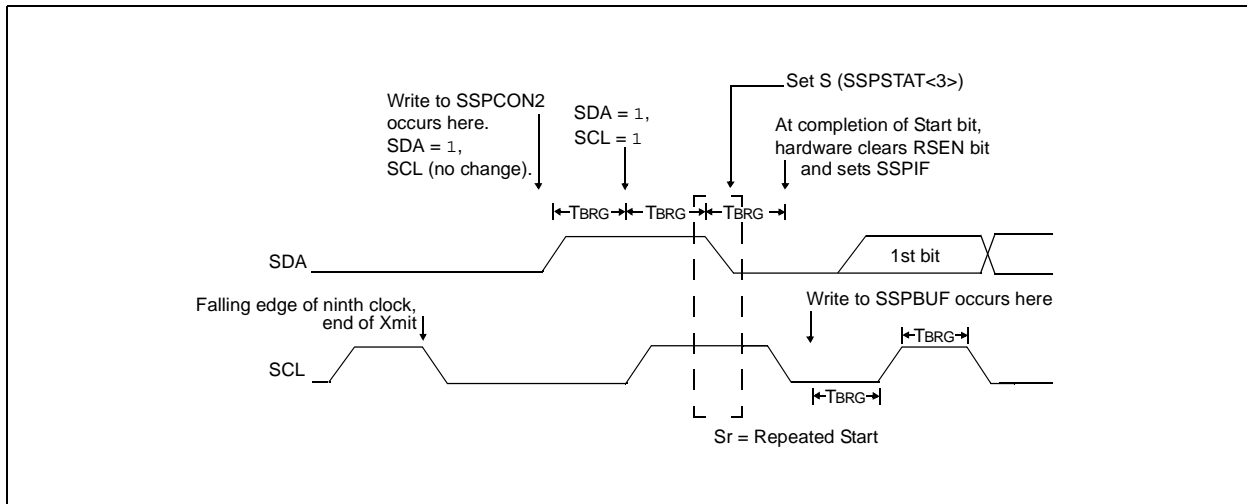 Set S (SSPSTAT<3>)
Write to SSPCON2
occurs here.
SDA = 1,
SCL (no change).
SDA = 1,
SCL = 1
At completion of Start bit,
hardware clears RSEN bit
and sets SSPIF
TBRG
TBRG
TBRG
SDA
1st bit
Falling edge of ninth clock,
end of Xmit
Write to SSPBUF occurs here
TBRG
SCL
TBRG
Sr = Repeated Start